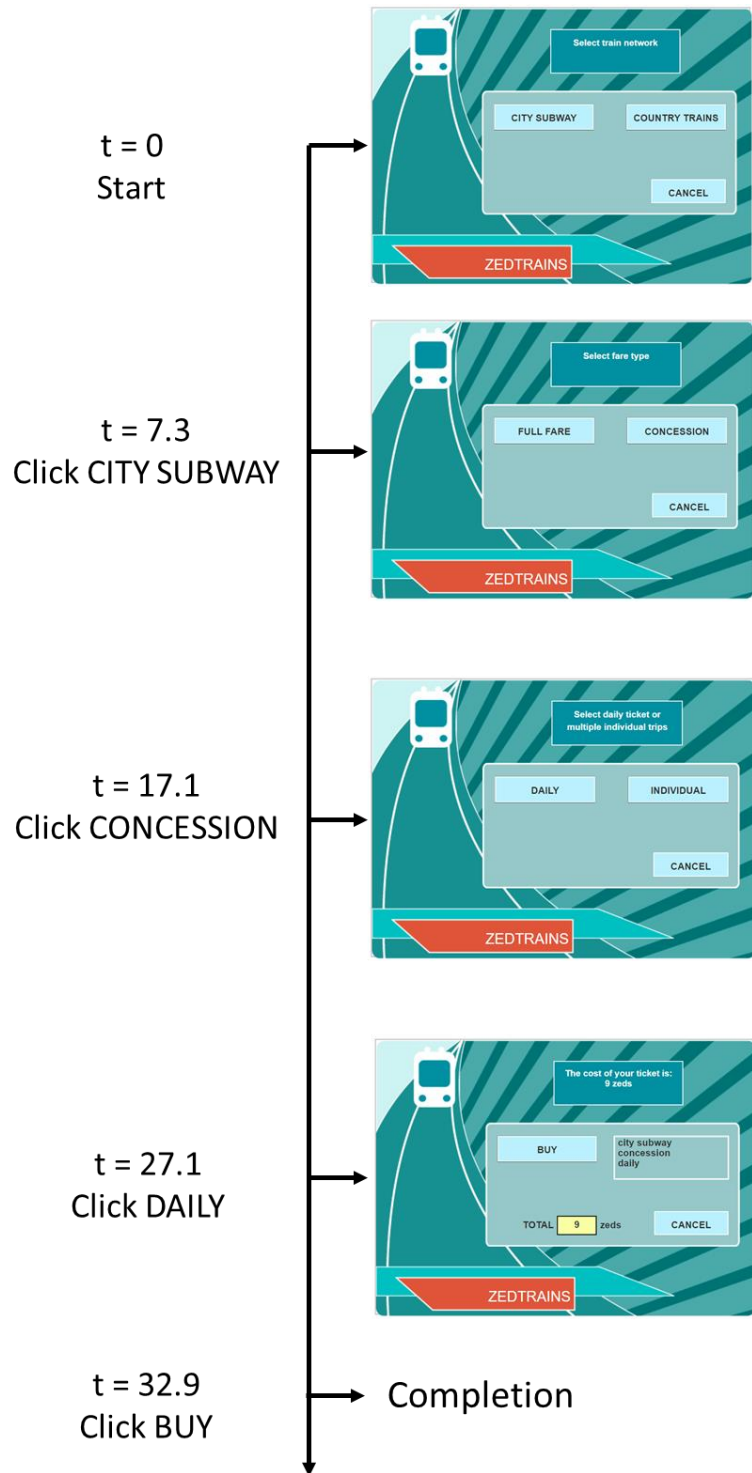 t = 0
Start
Select train network
CITY SUBWAY COUNTRY TRAINS
CANCEL
ZEDTRAINS
t = 7.3
Click CITY SUBWAY
Select fare type
FULL FARE CONCESSION
CANCEL
ZEDTRAINS
t = 17.1
Click CONCESSION
Select daily ticket or
multiple individual trips
DAILY INDIVIDUAL
CANCEL
ZEDTRAINS
t = 27.1
Click DAILY
The cost of your ticket is:
9 zeds
BUY
city subway
concession
daily
TOTAL 9 zeds CANCEL
ZEDTRAINS
t = 32.9
Click BUY
Completion